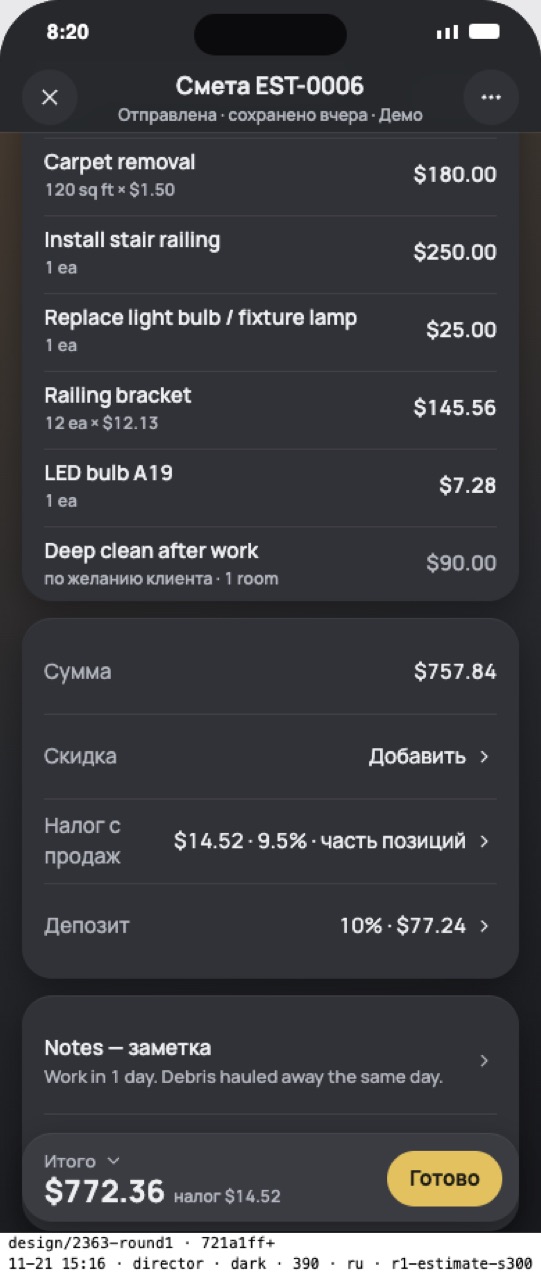 8:20
Смета EST-0006
Отправлена · сохранено вчера · Демо
Carpet removal
$180.00
120 sq ft × $1.50
Install stair railing
$250.00
1 ea
Replace light bulb / fixture lamp
$25.00
1 ea
Railing bracket
$145.56
12 ea × $12.13
LED bulb A19
$7.28
1 ea
Deep clean after work
$90.00
по желанию клиента · 1 room
Сумма
$757.84
Скидка
Добавить
Налог с
продаж
$14.52 · 9.5% · часть позиций
Депозит
10% · $77.24
Notes — заметка
Work in 1 day. Debris hauled away the same day.
Итого
$772.36 налог $14.52
Готово
design/2363-round1 · 721a1ff+
11-21 15:16 · director · dark · 390 · ru · r1-estimate-s300